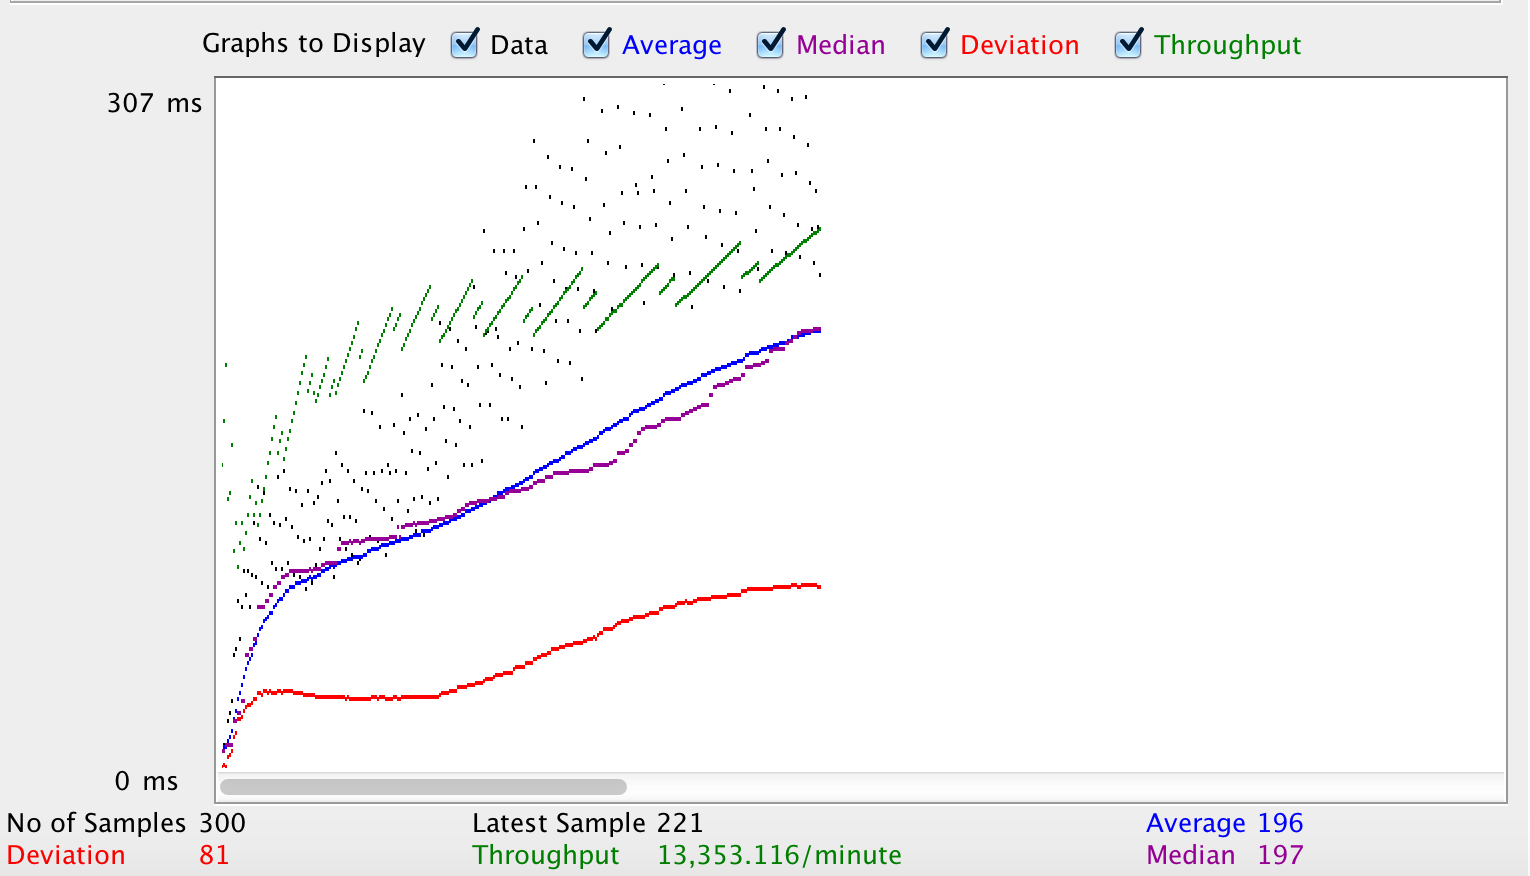 Graphs to Display Data Average Median Deviation Throughput
307 ms
0 ms
No of Samples 300 Latest Sample 221 Average 196
Deviation 81 Throughput 13,353.116/minute Median 197